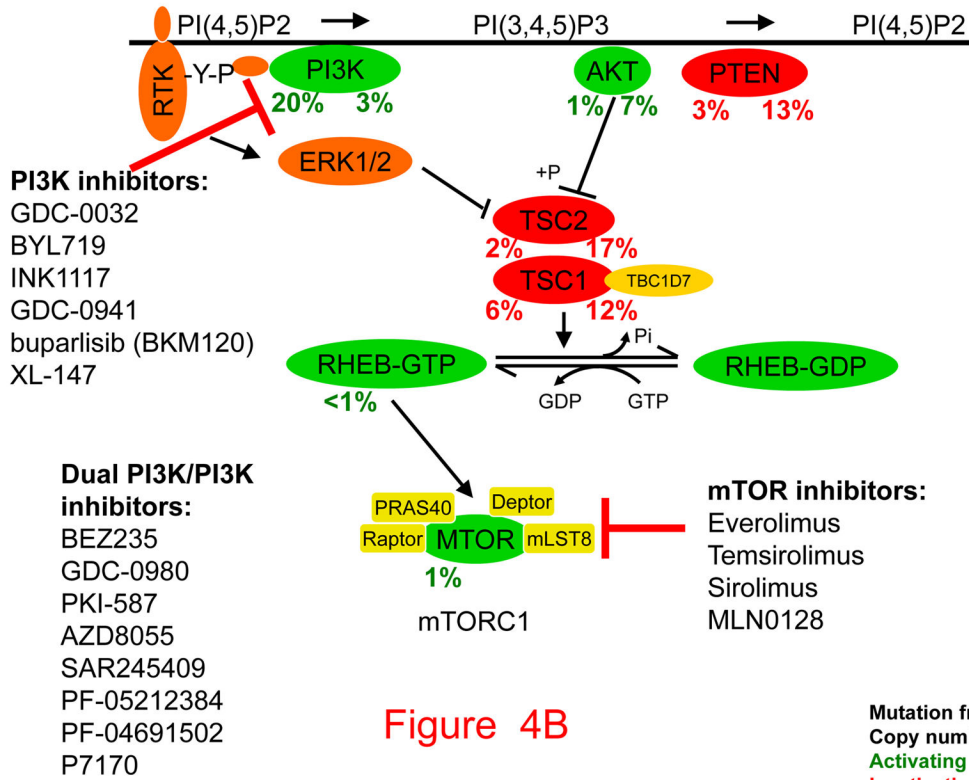 PI(4,5)P2
PI(3,4,5)P3
PI(4,5)P2
RTK
-Y-P
PI3K
20% 3%
AKT
1% 7%
PTEN
3% 13%
ERK1/2
+P
TSC2
2% 17%
TSC1
TBC1D7
6% 12%
PI3K inhibitors:
GDC-0032
BYL719
INK1117
GDC-0941
buparlisib (BKM120)
XL-147
RHEB-GTP
<1%
Pi
GDP GTP
RHEB-GDP
Dual PI3K/PI3K
inhibitors:
BEZ235
GDC-0980
PKI-587
AZD8055
SAR245409
PF-05212384
PF-04691502
P7170
PRAS40
Deptor
Raptor
MTOR
mLST8
1%
mTORC1
mTOR inhibitors:
Everolimus
Temsirolimus
Sirolimus
MLN0128
Figure 4B
Mutation
Copy
Activating